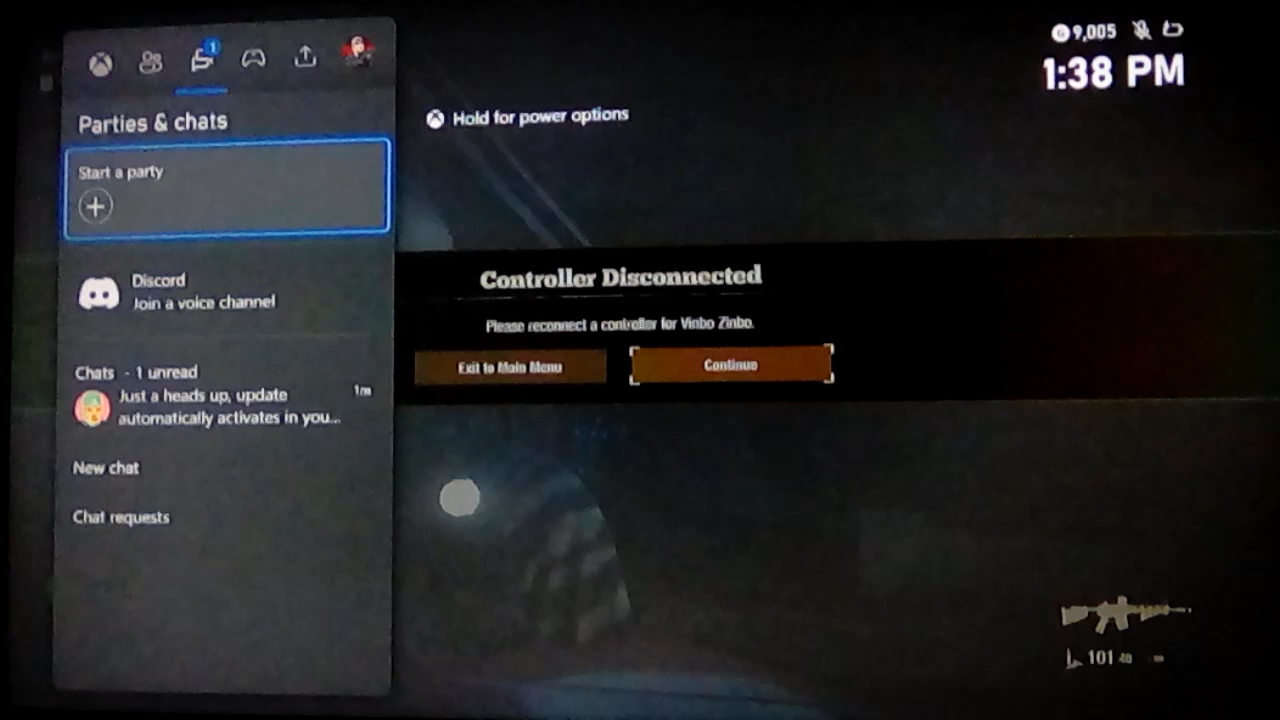 1
9,005
1:38 PM
Parties & chats
Hold for power options
Start a party
Discord
Join a voice channel
Controller Disconnected
Please reconnect a controller for Vinbo Zinbo.
Exit to Main Menu
Continue
Chats - 1 unread
Just a heads up, update
1m
automatically activates in you...
New chat
Chat requests
101